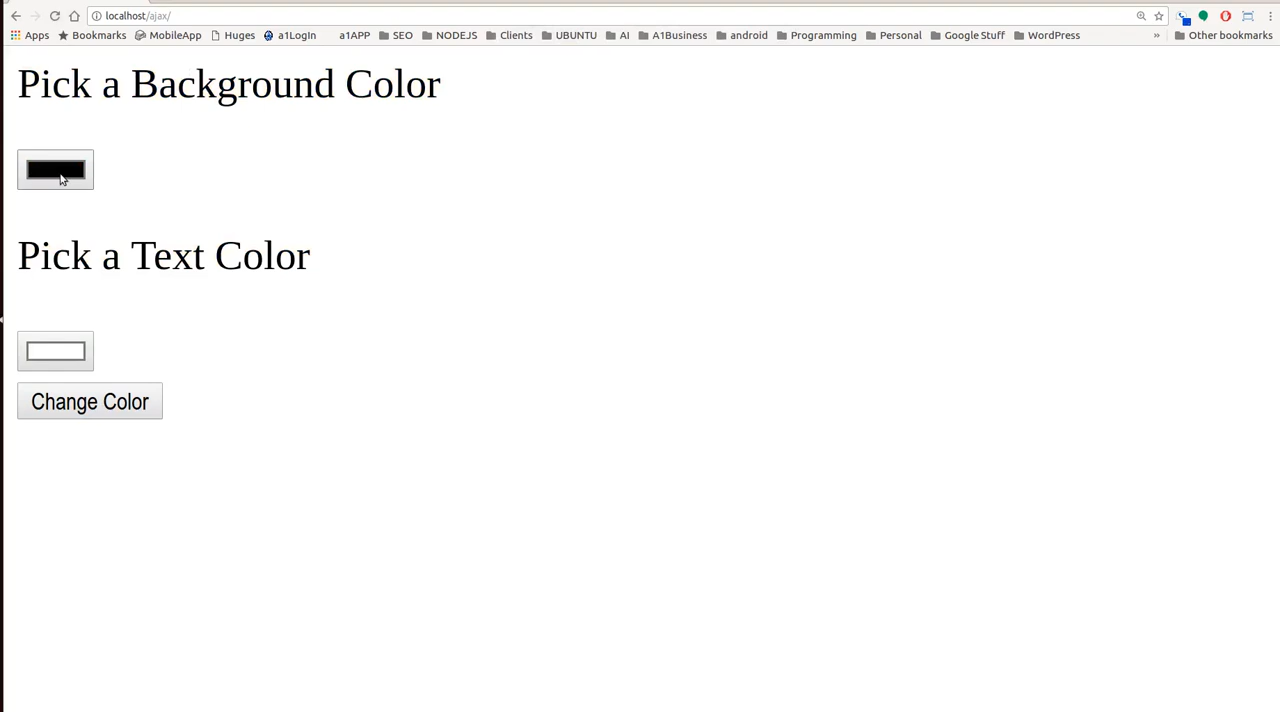 localhost/ajax/
Apps Bookmarks MobileApp Huges a1LogIn a1APP SEO NODEJS Clients UBUNTU AI A1Business android Programming Personal Google Stuff WordPress » Other bookmarks
Pick a Background Color
Pick a Text Color
Change Color